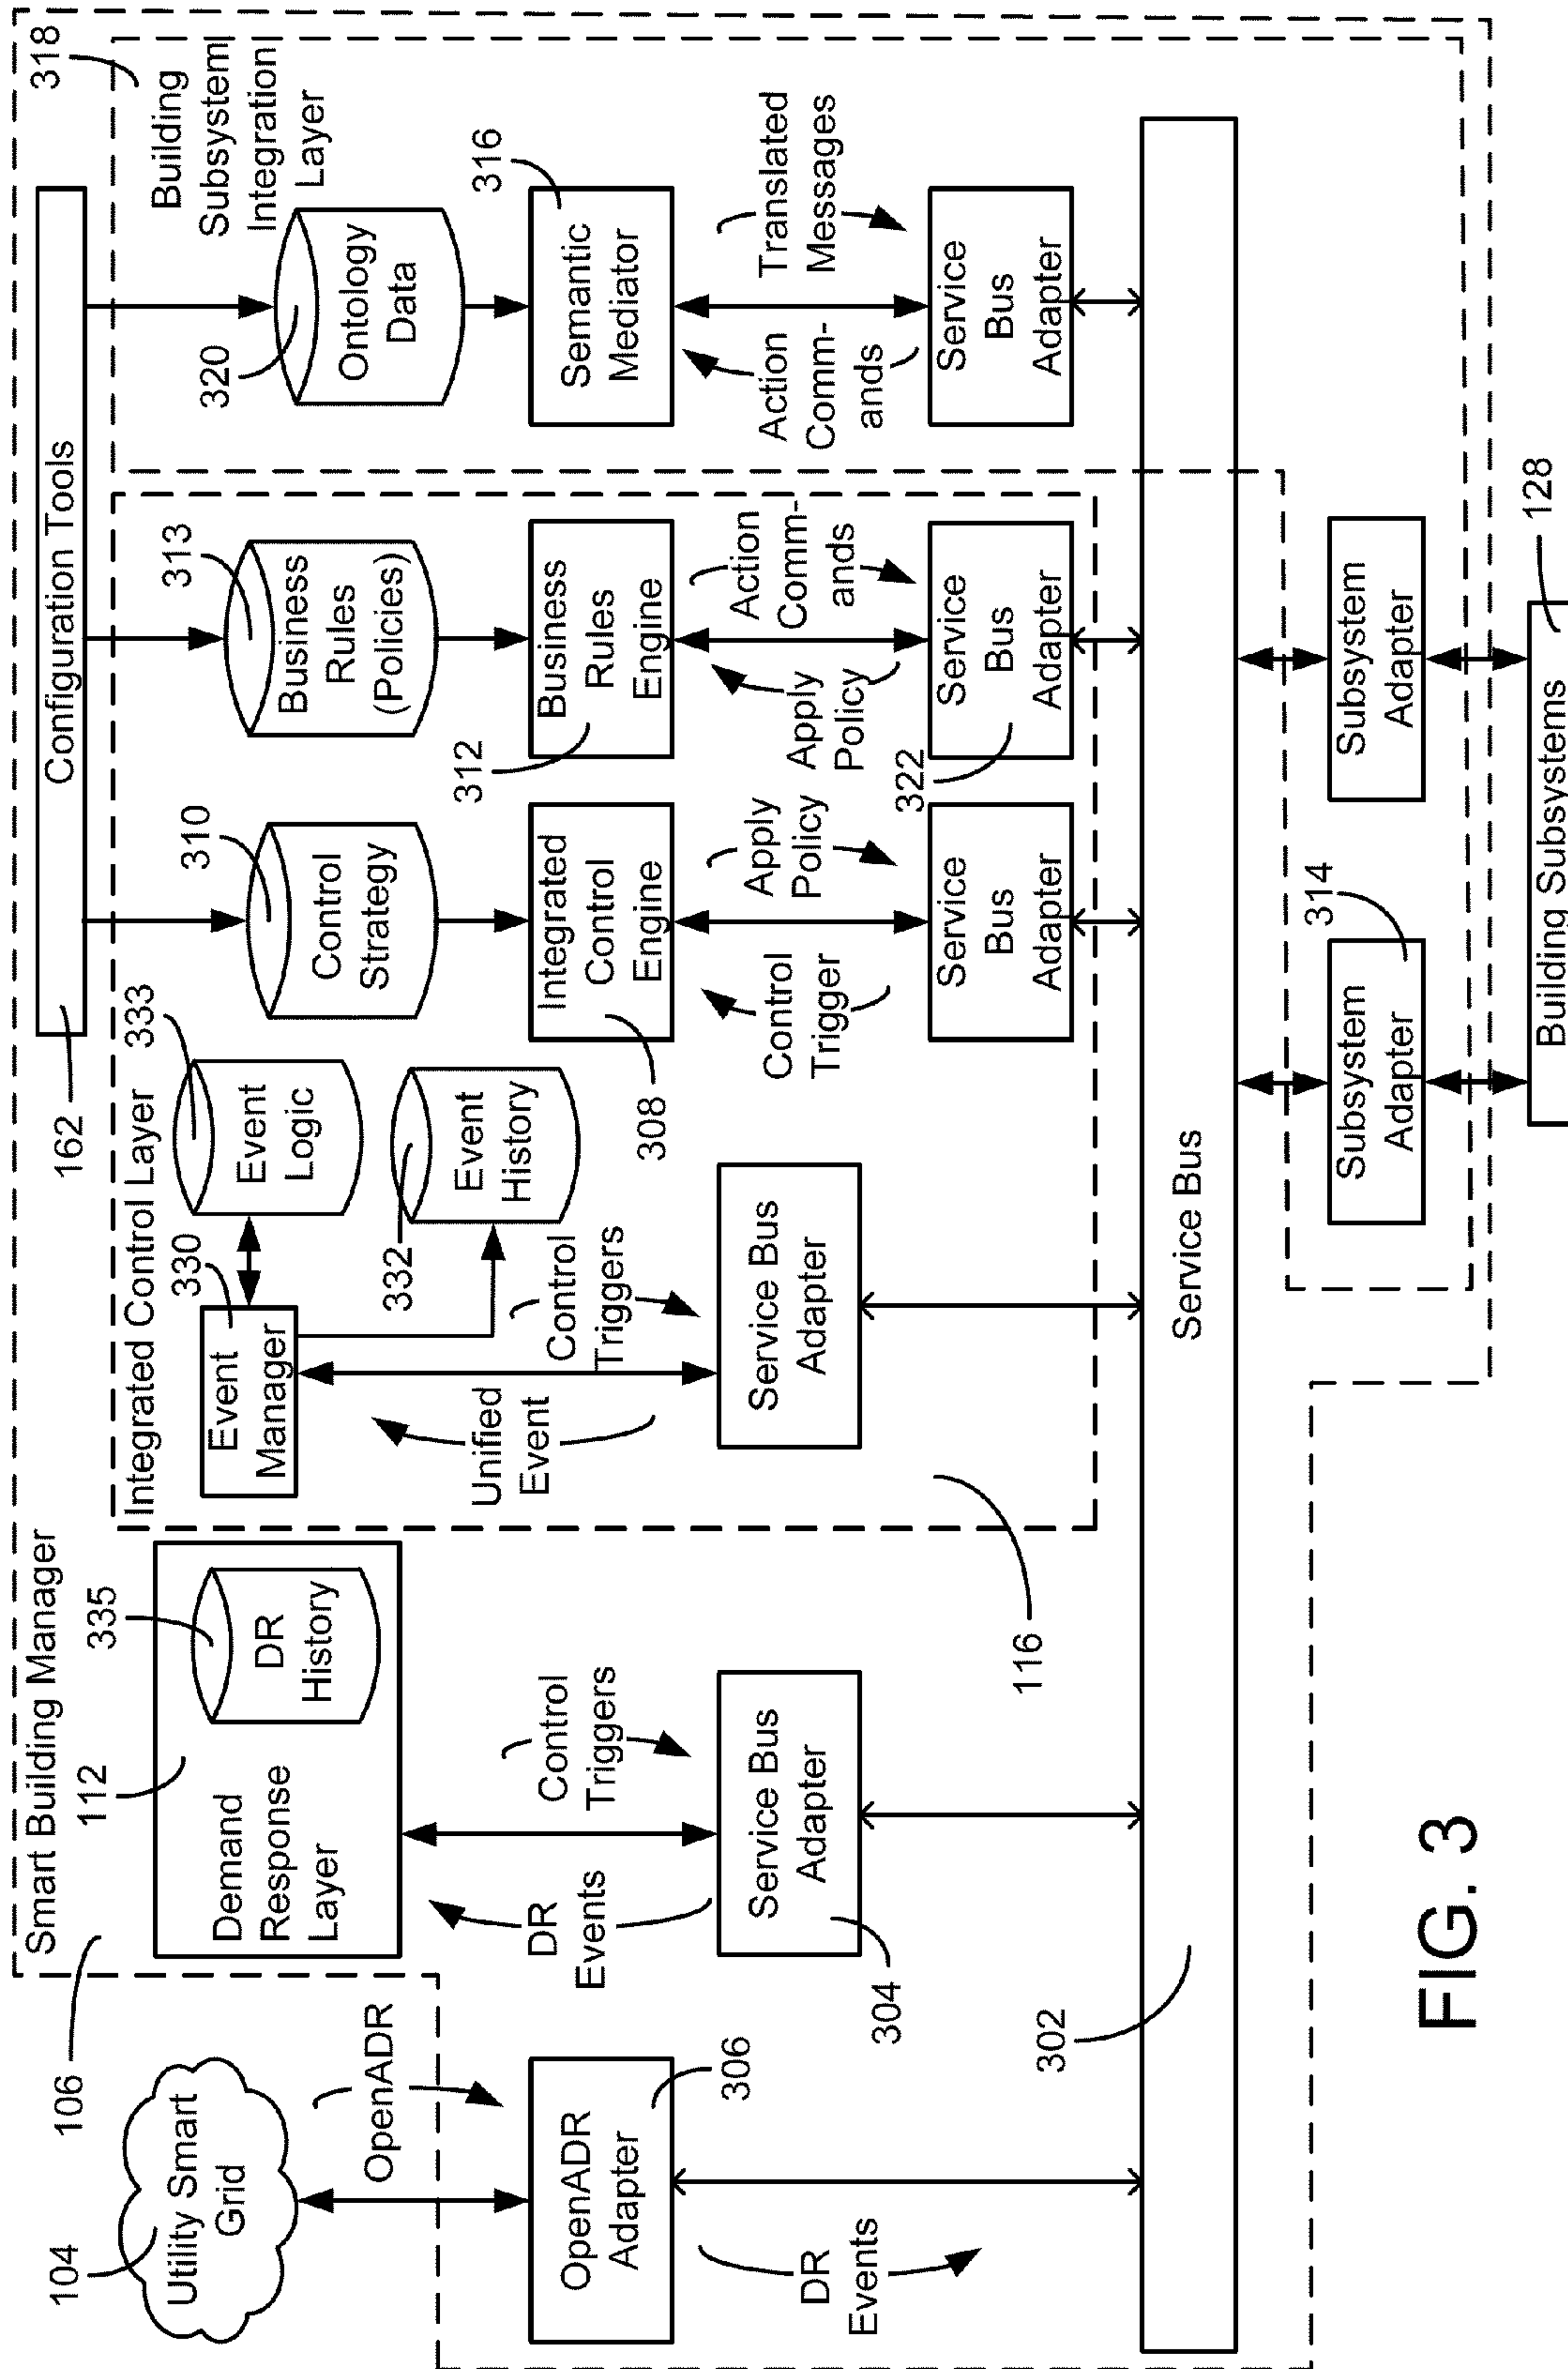 Smart Building Manager
106
104
Utility Smart
Grid
OpenADR
OpenADR
Adapter
306
DR
Events
112
335
Demand
Response
Layer
DR
History
DR
Events
Control
Triggers
Service Bus
Adapter
304
302
162
Configuration Tools
Integrated Control Layer
330
333
Event
Manager
Event
Logic
332
Event
History
Unified
Event
Control
Triggers
Service Bus
Adapter
116
310
Control
Strategy
Integrated
Control
Engine
308
Control
Trigger
Apply
Policy
Service
Bus
Adapter
313
Business
Rules
(Policies)
312
Business
Rules
Engine
Apply
Policy
Action
Comm-
ands
322
Service
Bus
Adapter
318
Building
Subsystem
Integration
Layer
320
Ontology
Data
316
Semantic
Mediator
Action
Comm-
ands
Translated
Messages
Service
Bus
Adapter
Service Bus
314
Subsystem
Adapter
Subsystem
Adapter
128
Building Subsystems
FIG. 3